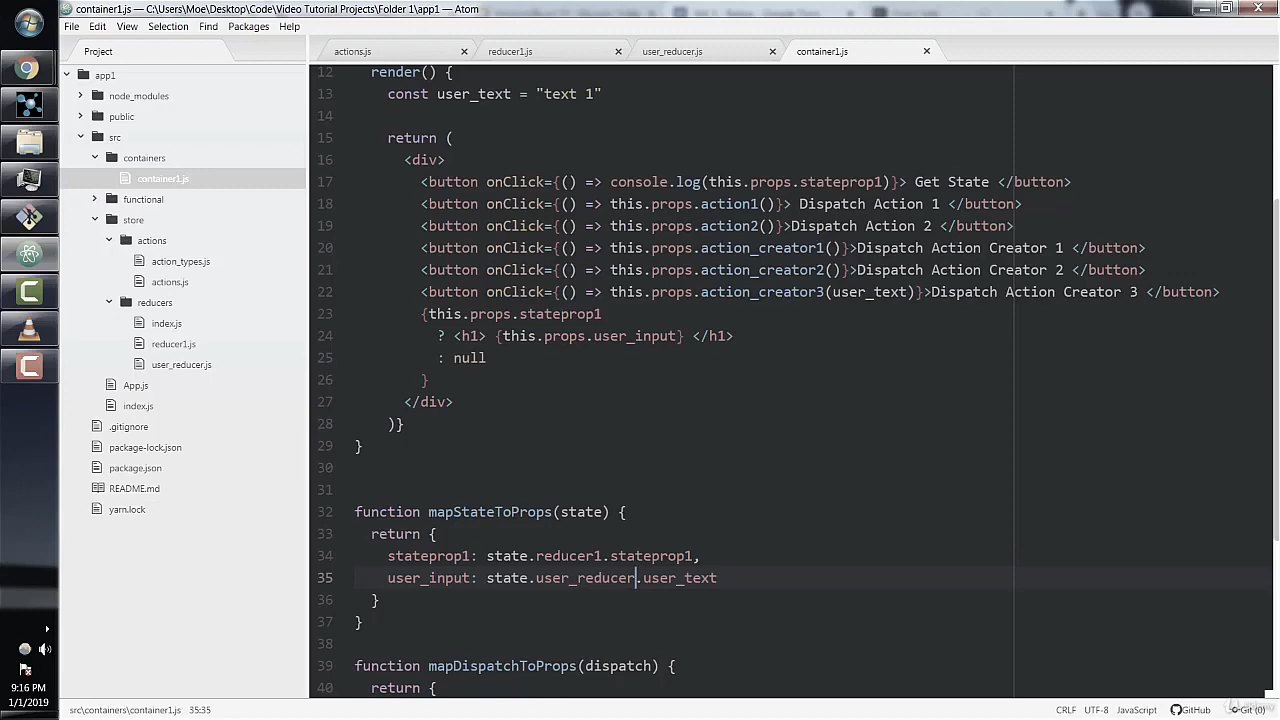 container1.js — C:\Users\Moe\Desktop\Code\Video Tutorial Projects\Folder 1\app1 — Atom
File Edit View Selection Find Packages Help
Project
actions.js reducer1.js user_reducer.js container1.js
app1
node_modules
public
src
containers
container1.js
functional
store
actions
action_types.js
actions.js
reducers
index.js
reducer1.js
user_reducer.js
App.js
index.js
.gitignore
package-lock.json
package.json
README.md
yarn.lock
12 render() {
13 const user_text = "text 1"
14
15 return (
16 <div>
17 <button onClick={() => console.log(this.props.stateprop1)}> Get State </button>
18 <button onClick={() => this.props.action1()}> Dispatch Action 1 </button>
19 <button onClick={() => this.props.action2()}>Dispatch Action 2 </button>
20 <button onClick={() => this.props.action_creator1()}>Dispatch Action Creator 1 </button>
21 <button onClick={() => this.props.action_creator2()}>Dispatch Action Creator 2 </button>
22 <button onClick={() => this.props.action_creator3(user_text)}>Dispatch Action Creator 3 </button>
23 {this.props.stateprop1
24 ? <h1> {this.props.user_input} </h1>
25 : null
26 }
27 </div>
28 )}
29 }
30
31
32 function mapStateToProps(state) {
33 return {
34 stateprop1: state.reducer1.stateprop1,
35 user_input: state.user_reducer.user_text
36 }
37 }
38
39 function mapDispatchToProps(dispatch) {
40 return {
9:16 PM
1/1/2019
src\containers\container1.js 35:35 CRLF UTF-8 JavaScript GitHub Git (0)